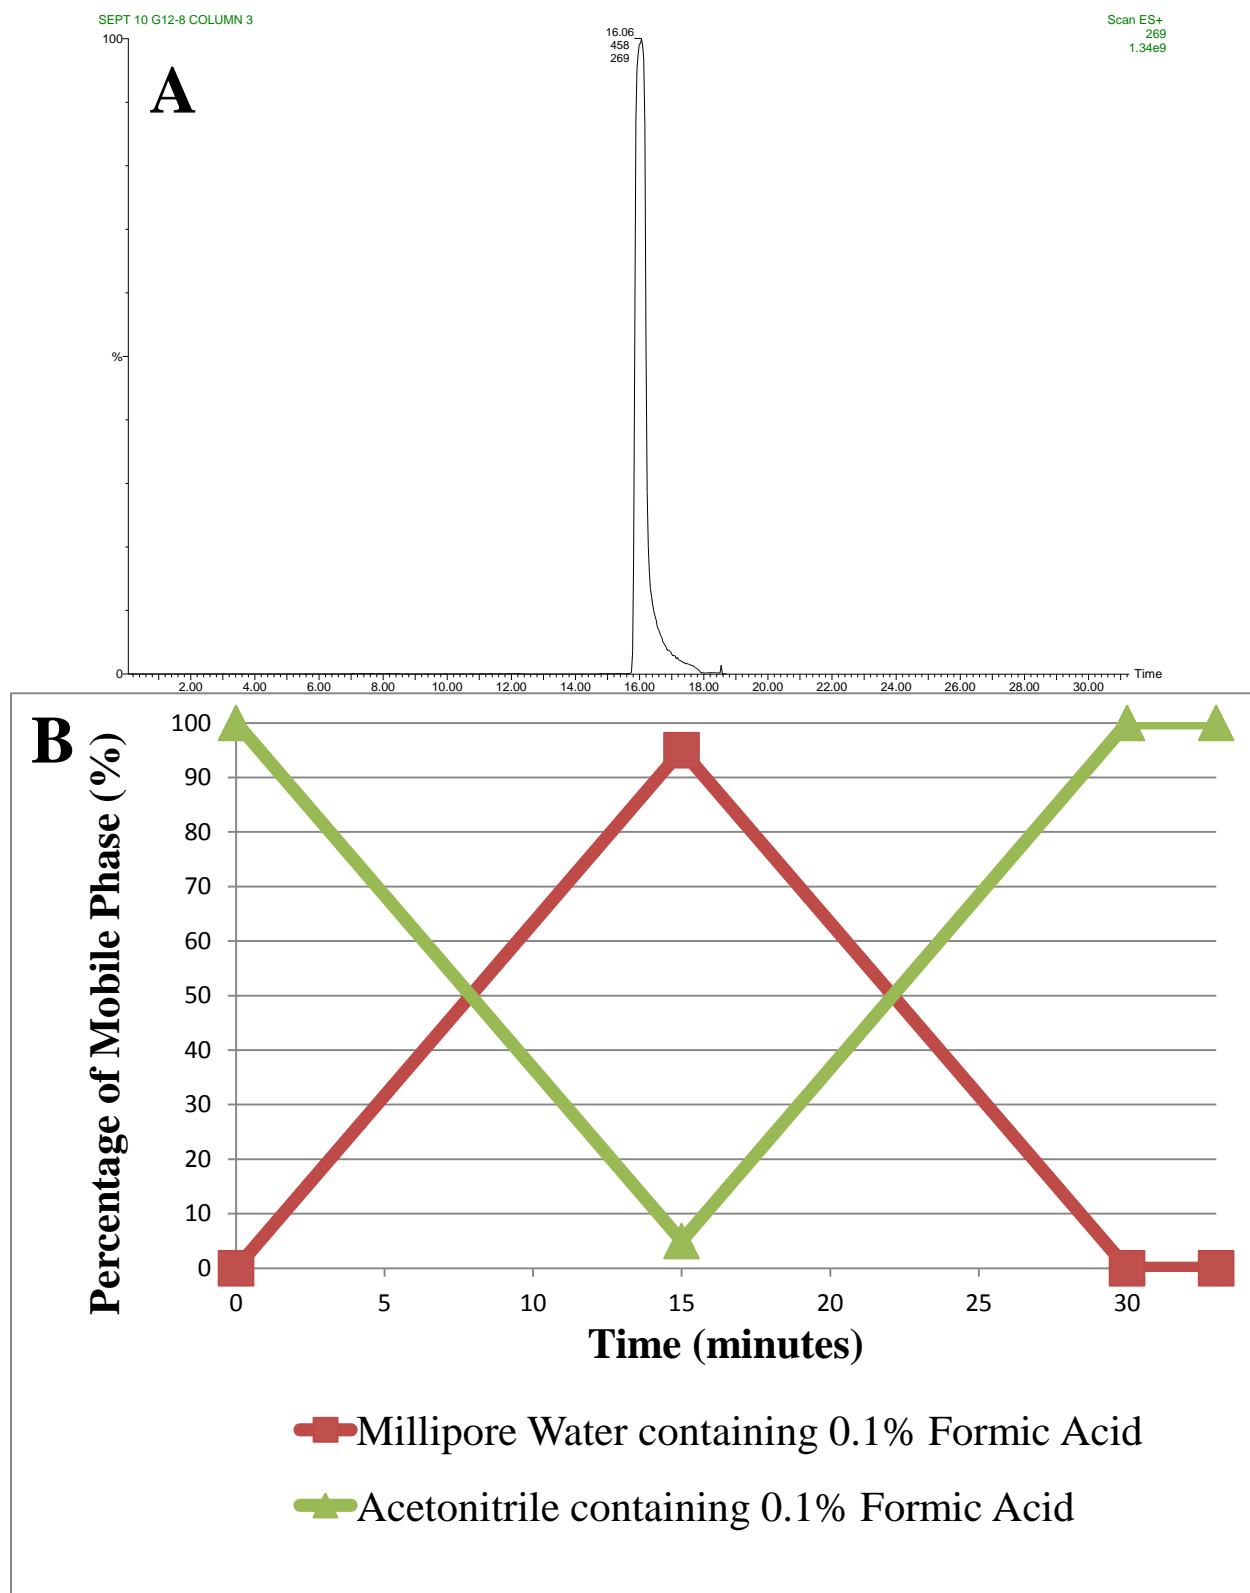 SEPT 10 G12-8 COLUMN 3
Scan ES+
269
1.34e9
A
16.06
458
269
100
%
0
2.00 4.00 6.00 8.00 10.00 12.00 14.00 16.00 18.00 20.00 22.00 24.00 26.00 28.00 30.00
Time
B
Percentage of Mobile Phase (%)
100
90
80
70
60
50
40
30
20
10
0
0 5 10 15 20 25 30
Time (minutes)
Millipore Water containing 0.1% Formic Acid
Acetonitrile containing 0.1% Formic Acid